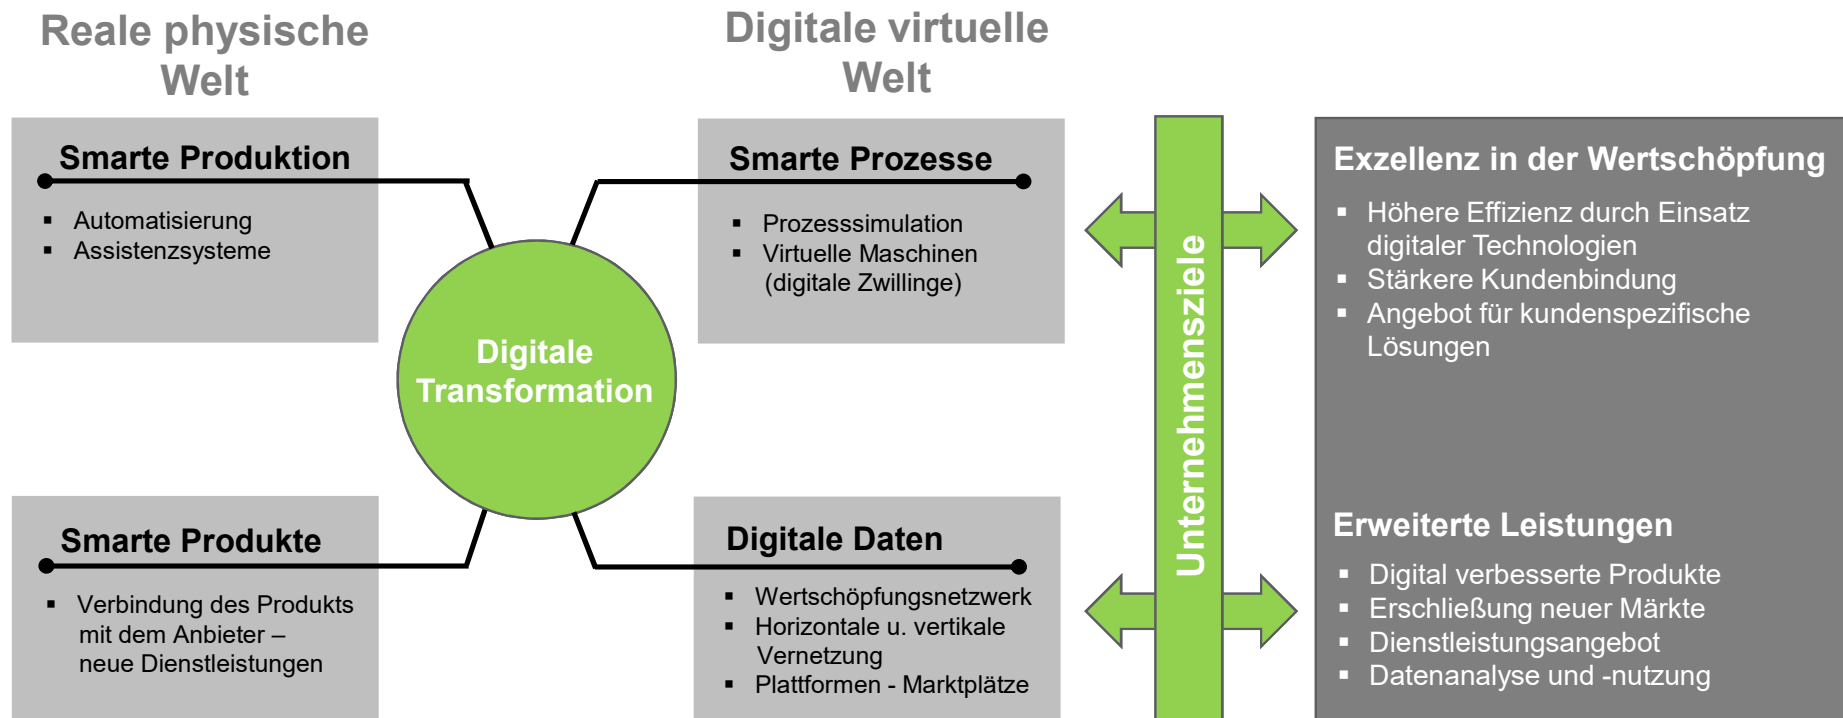 Reale physische
Welt
Digitale virtuelle
Welt
Smarte Produktion
▪ Automatisierung
▪ Assistenzsysteme
Smarte Prozesse
▪ Prozesssimulation
▪ Virtuelle Maschinen
(digitale Zwillinge)
Digitale
Transformation
Smarte Produkte
▪ Verbindung des Produkts
mit dem Anbieter –
neue Dienstleistungen
Digitale Daten
▪ Wertschöpfungsnetzwerk
▪ Horizontale u. vertikale
Vernetzung
▪ Plattformen - Marktplätze
Unternehmensziele
Exzellenz in der Wertschöpfung
▪ Höhere Effizienz durch Einsatz
digitaler Technologien
▪ Stärkere Kundenbindung
▪ Angebot für kundenspezifische
Lösungen
Erweiterte Leistungen
▪ Digital verbesserte Produkte
▪ Erschließung neuer Märkte
▪ Dienstleistungsangebot
▪ Datenanalyse und -nutzung